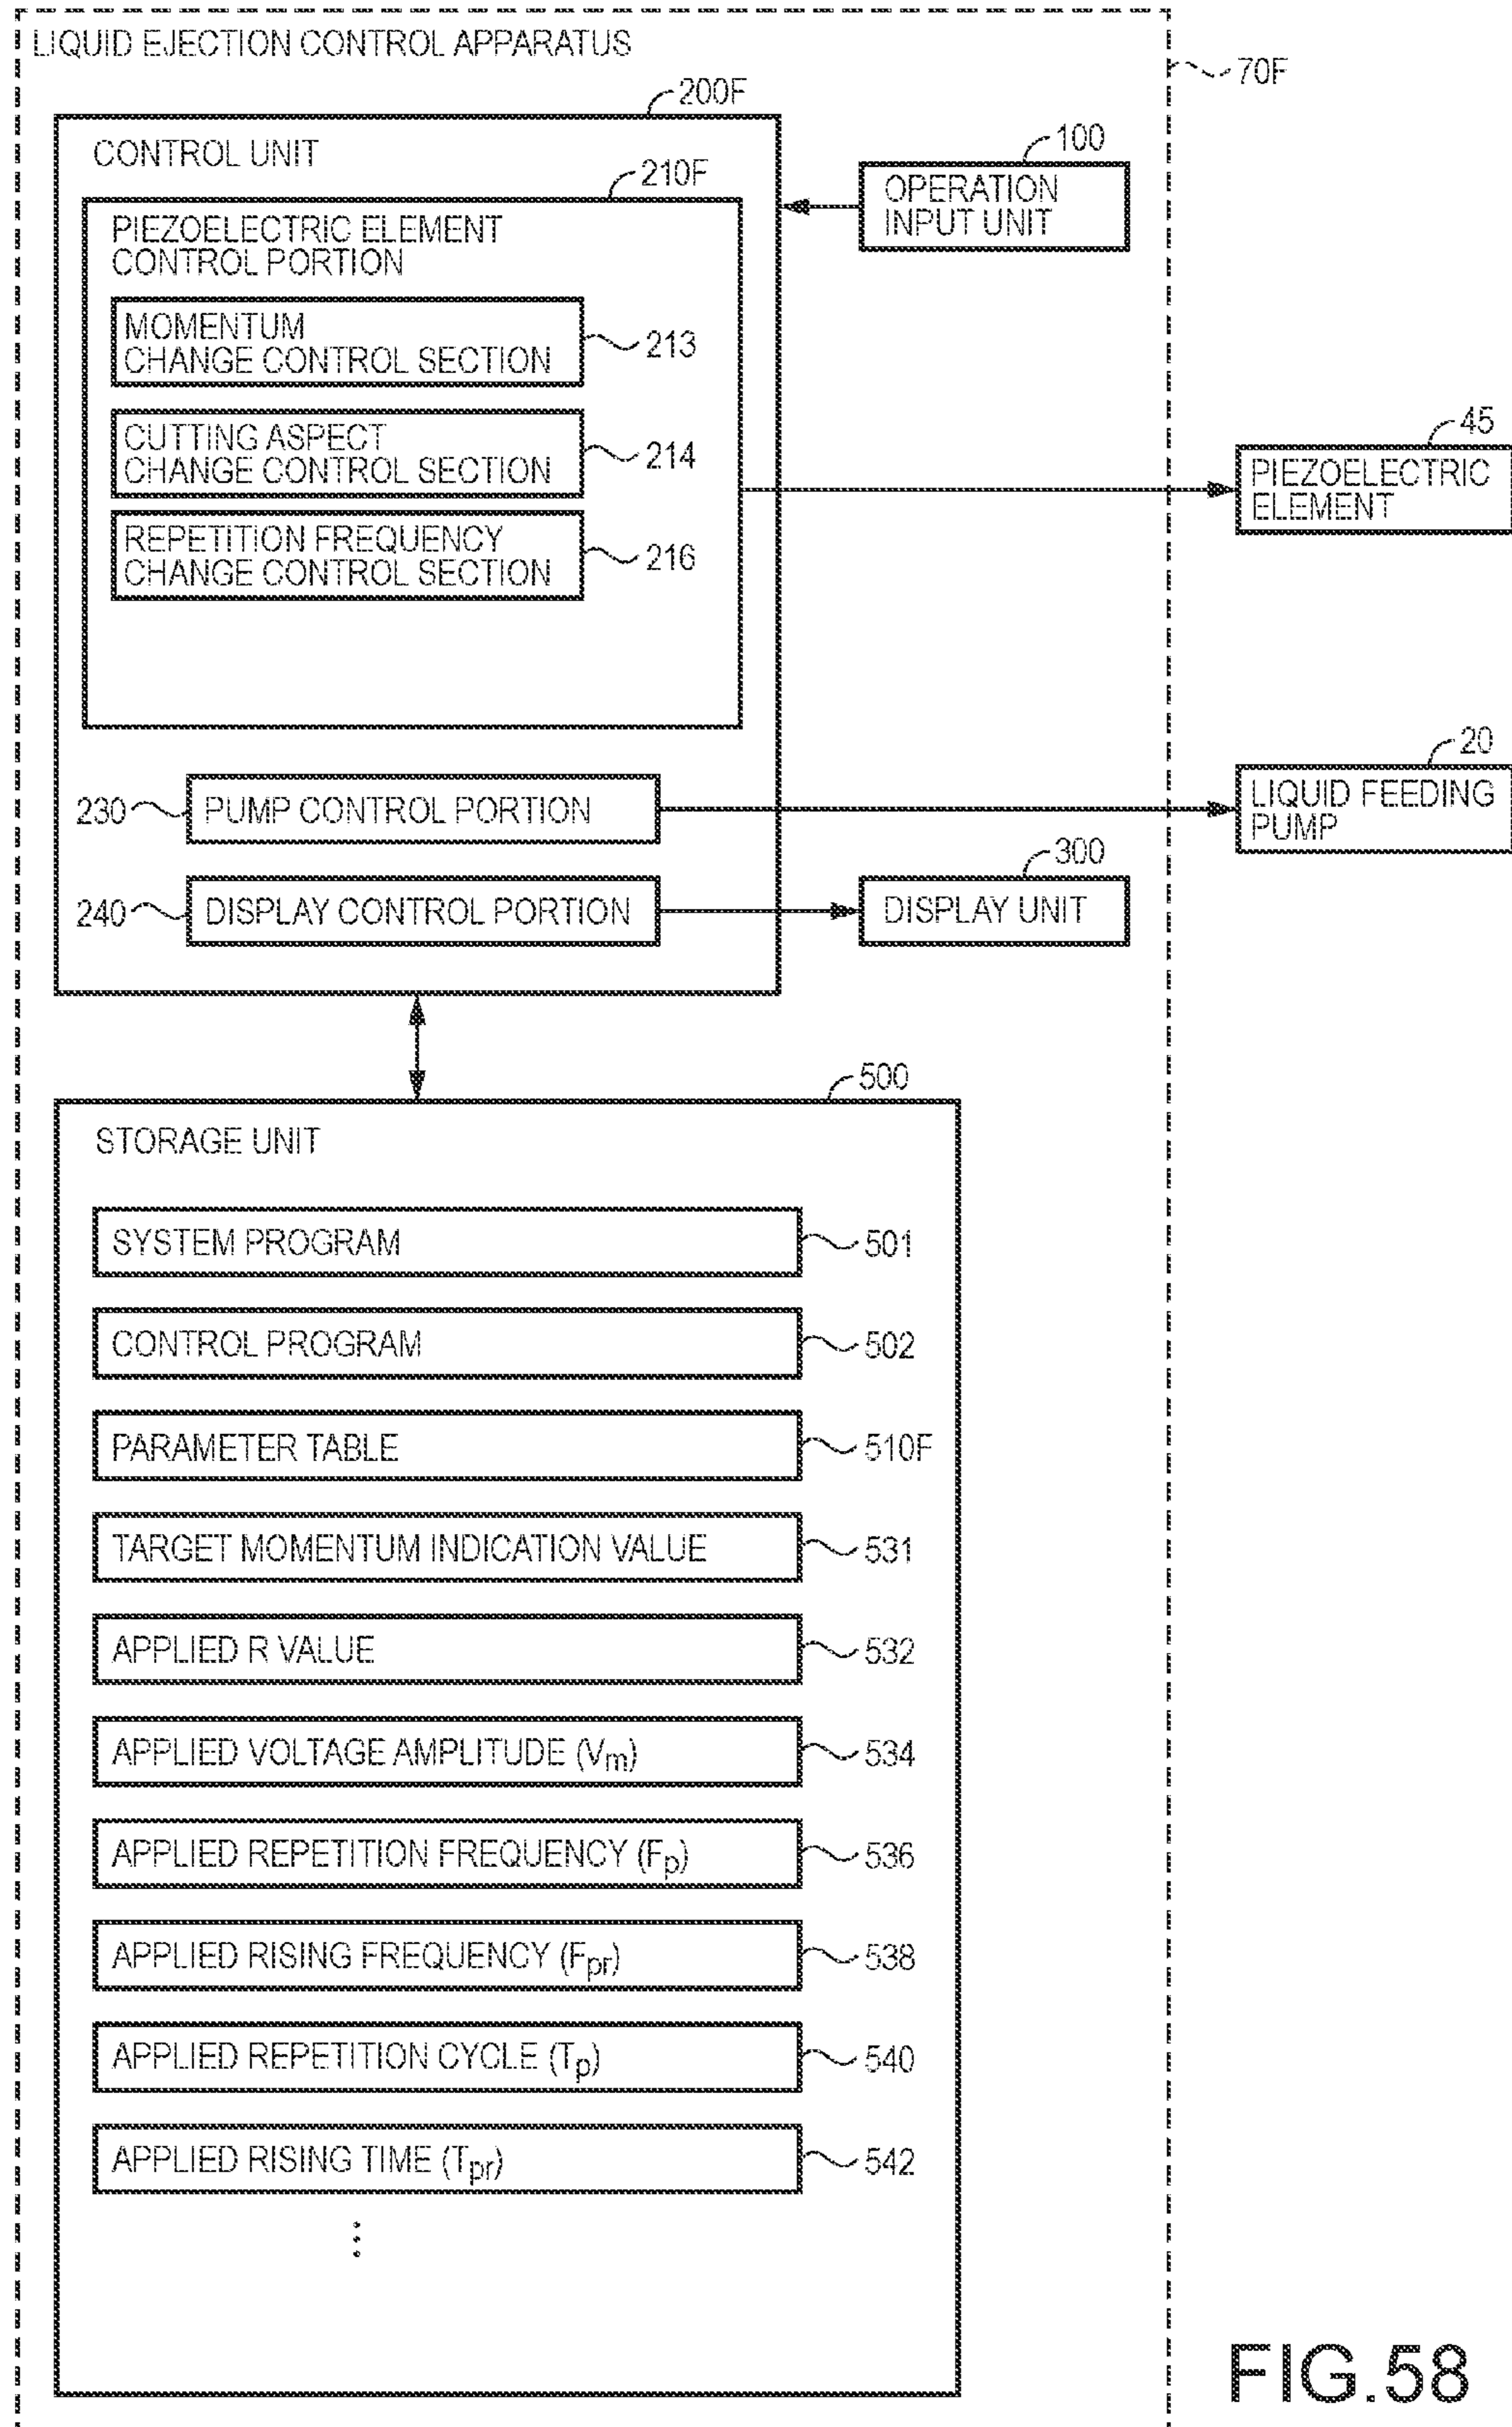 LIQUID EJECTION CONTROL APPARATUS
70F
200F
CONTROL UNIT
100
OPERATION
INPUT UNIT
210F
PIEZOELECTRIC ELEMENT
CONTROL PORTION
MOMENTUM
CHANGE CONTROL SECTION
213
CUTTING ASPECT
CHANGE CONTROL SECTION
214
45
PIEZOELECTRIC
ELEMENT
REPETITION FREQUENCY
CHANGE CONTROL SECTION
216
20
LIQUID FEEDING
PUMP
230
PUMP CONTROL PORTION
300
240
DISPLAY CONTROL PORTION
DISPLAY UNIT
500
STORAGE UNIT
SYSTEM PROGRAM
501
CONTROL PROGRAM
502
PARAMETER TABLE
510F
TARGET MOMENTUM INDICATION VALUE
531
APPLIED R VALUE
532
APPLIED VOLTAGE AMPLITUDE (Vm)
534
APPLIED REPETITION FREQUENCY (Fp)
536
APPLIED RISING FREQUENCY (Fpr)
538
APPLIED REPETITION CYCLE (Tp)
540
APPLIED RISING TIME (Tpr)
542
⋮
FIG.58